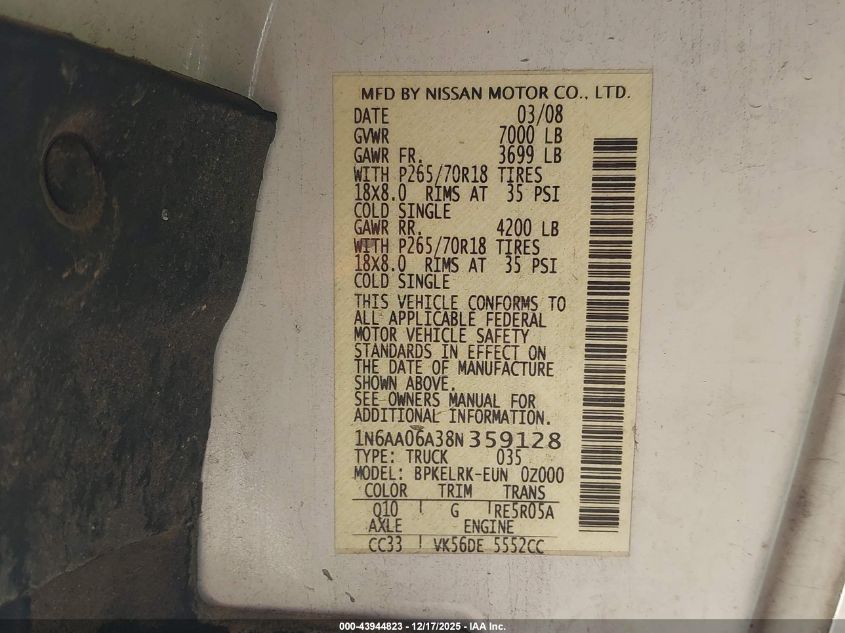 MFD BY NISSAN MOTOR CO., LTD.
DATE 03/08
GVWR 7000 LB
GAWR FR. 3699 LB
WITH P265/70R18 TIRES
18X8.0 RIMS AT 35 PSI
COLD SINGLE
GAWR RR. 4200 LB
WITH P265/70R18 TIRES
18X8.0 RIMS AT 35 PSI
COLD SINGLE
THIS VEHICLE CONFORMS TO
ALL APPLICABLE FEDERAL
MOTOR VEHICLE SAFETY
STANDARDS IN EFFECT ON
THE DATE OF MANUFACTURE
SHOWN ABOVE.
SEE OWNERS MANUAL FOR
ADDITIONAL INFORMATION.
1N6AA06A38N359128
TYPE: TRUCK 035
MODEL: BPKELRK-EUN 0Z000
COLOR TRIM TRANS
Q10 G RE5R05A
AXLE ENGINE
CC33 VK56DE 5552CC
000-43944823 / 12/17/2025 - IAA Inc.